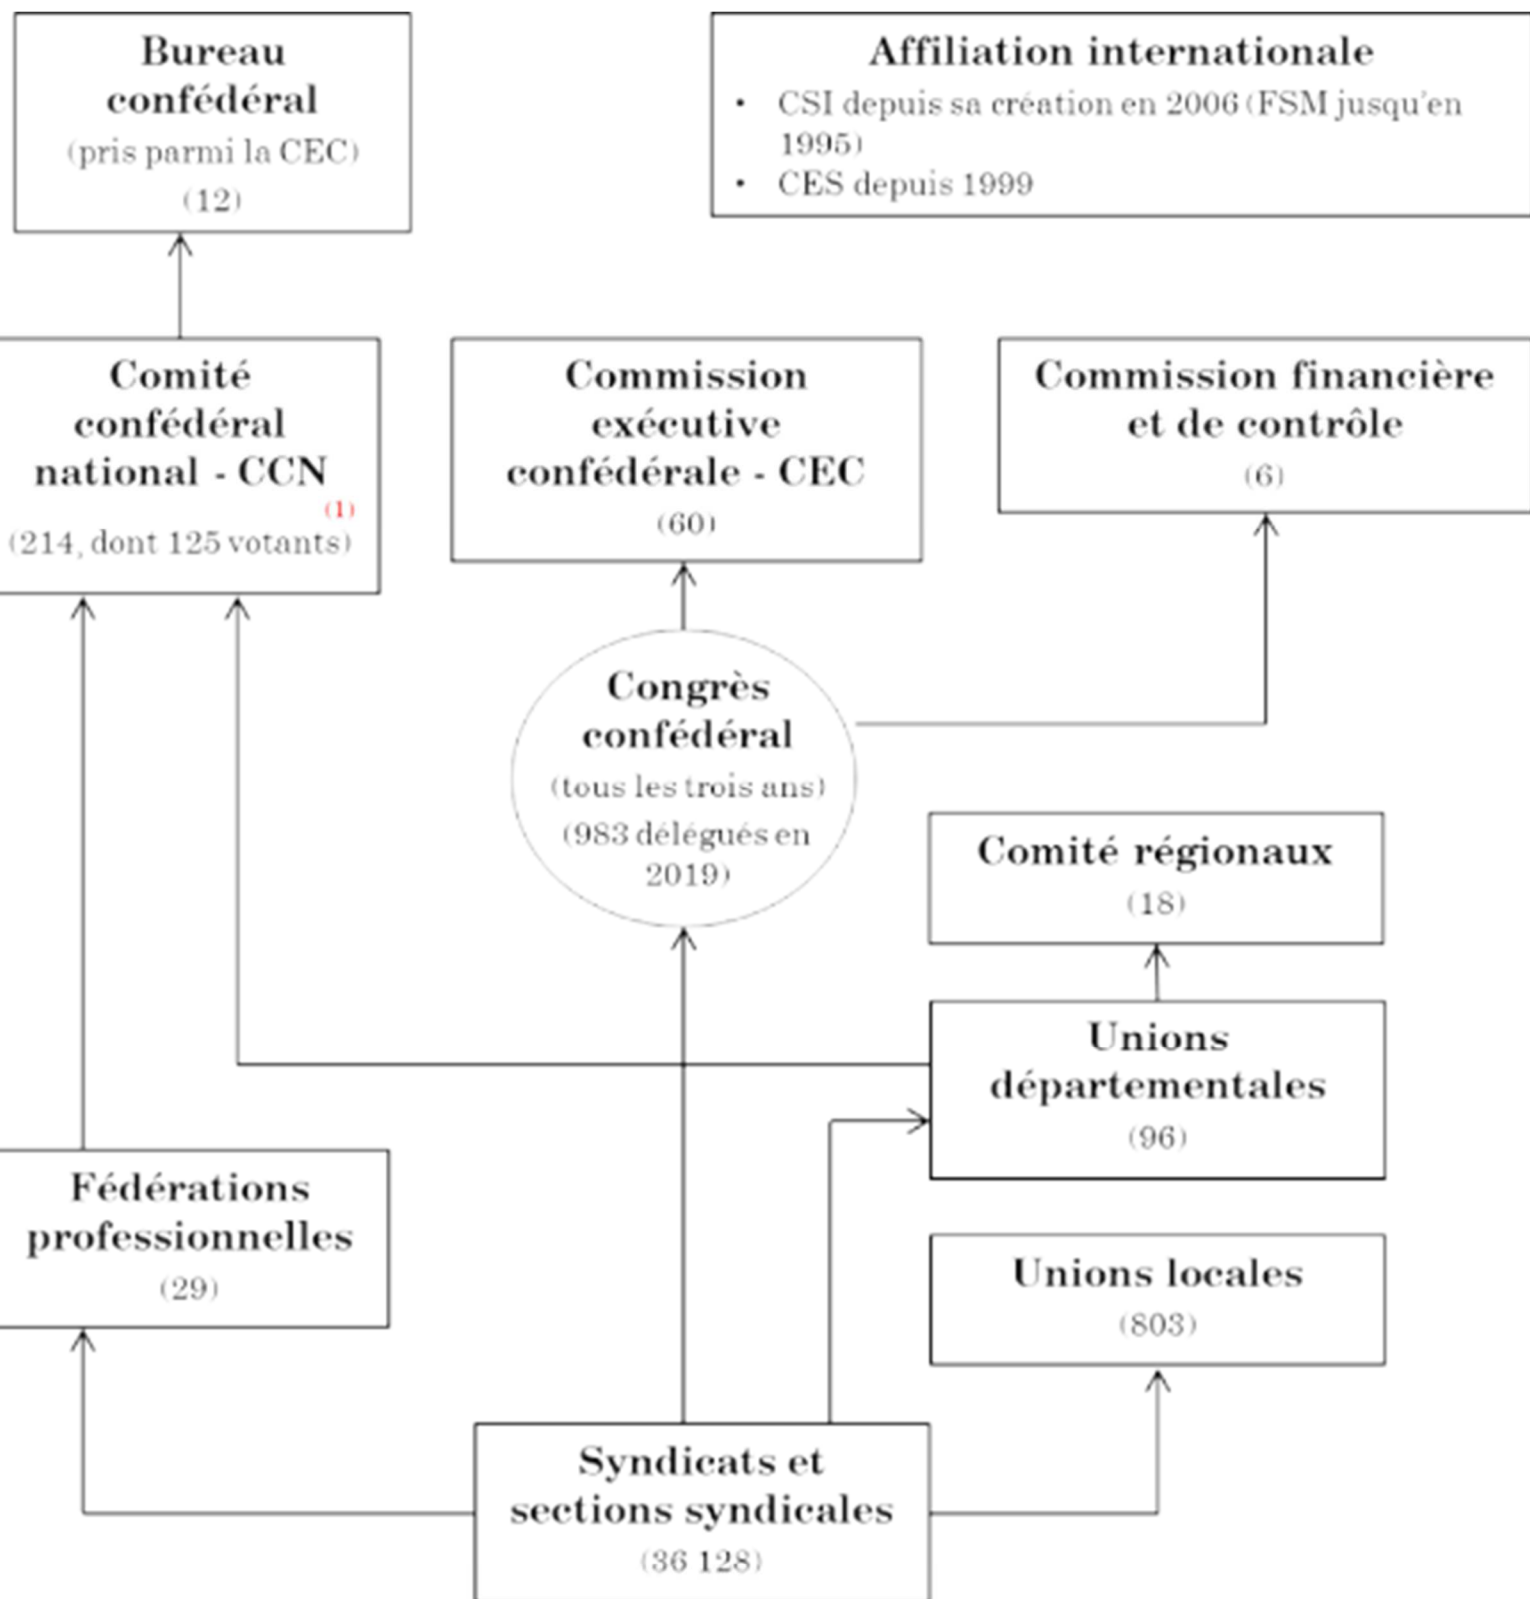 Bureau
confédéral
(pris parmi la CEC)
(12)
Affiliation internationale
• CSI depuis sa création en 2006 (FSM jusqu'en
1995)
• CES depuis 1999
Comité
confédéral
national - CCN
(1)
(214, dont 125 votants)
Commission
exécutive
confédérale - CEC
(60)
Commission financière
et de contrôle
(6)
Congrès
confédéral
(tous les trois ans)
(983 délégués en
2019)
Comité régionaux
(18)
Unions
départementales
(96)
Fédérations
professionnelles
(29)
Unions locales
(803)
Syndicats et
sections syndicales
(36 128)